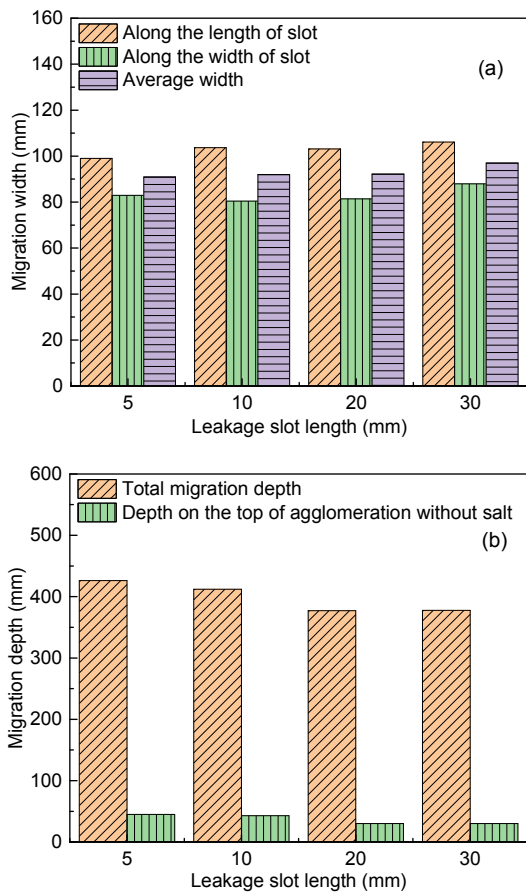 160
140
120
100
80
60
40
20
0
Migration width (mm)
Along the length of slot
Along the width of slot
Average width
(a)
5 10 20 30
Leakage slot length (mm)
600
500
400
300
200
100
0
Migration depth (mm)
Total migration depth
Depth on the top of agglomeration without salt
(b)
5 10 20 30
Leakage slot length (mm)